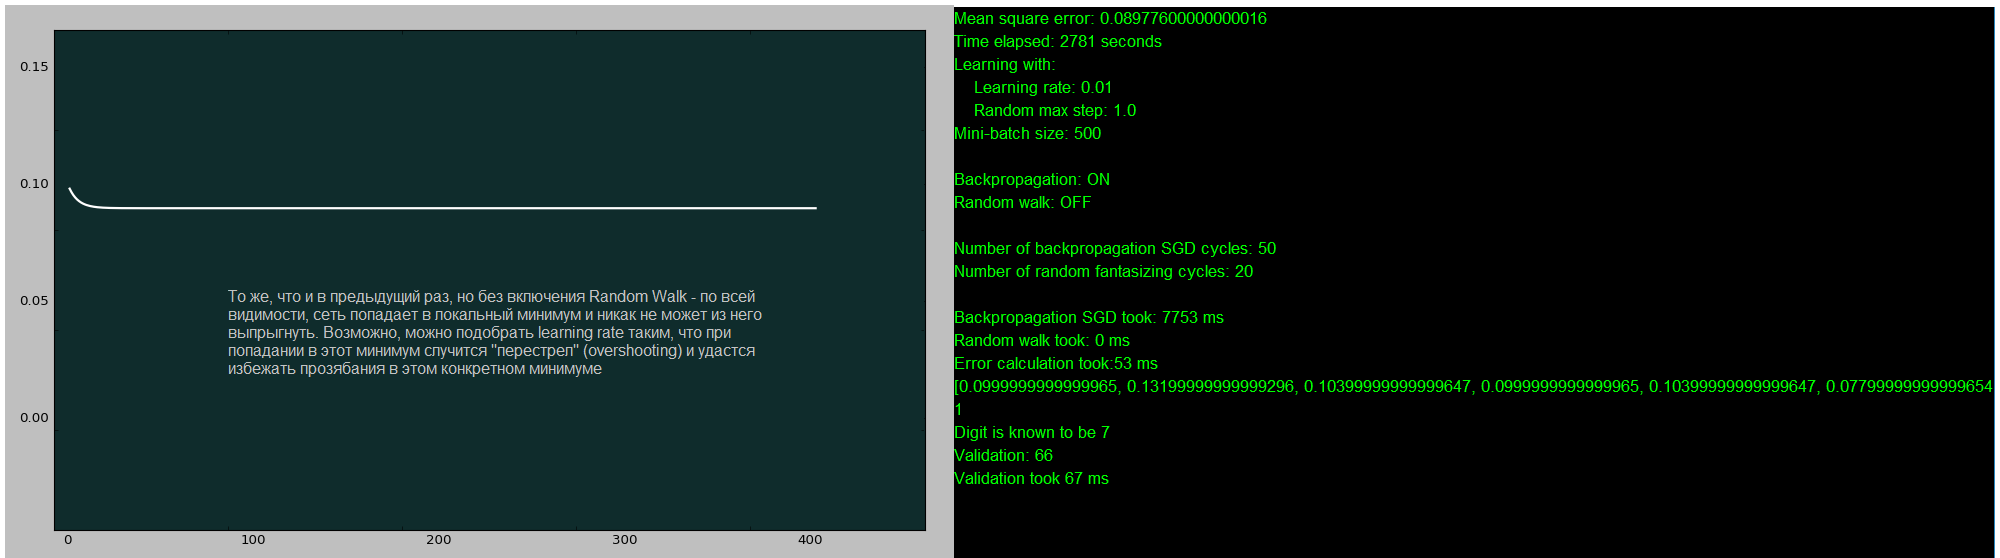 0.15
0.10
0.05
0.00
0
100
200
300
400
То же, что и в предыдущий раз, но без включения Random Walk - по всей
видимости, сеть попадает в локальный минимум и никак не может из него
выпрыгнуть. Возможно, можно подобрать learning rate таким, что при
попадании в этот минимум случится "перестрел" (overshooting) и удастся
избежать прозябания в этом конкретном минимуме
Mean square error: 0.08977600000000016
Time elapsed: 2781 seconds
Learning with:
Learning rate: 0.01
Random max step: 1.0
Mini-batch size: 500
Backpropagation: ON
Random walk: OFF
Number of backpropagation SGD cycles: 50
Number of random fantasizing cycles: 20
Backpropagation SGD took: 7753 ms
Random walk took: 0 ms
Error calculation took:53 ms
[0.0999999999999965, 0.13199999999999296, 0.10399999999999647, 0.0999999999999965, 0.10399999999999647, 0.07799999999999654
1
Digit is known to be 7
Validation: 66
Validation took 67 ms